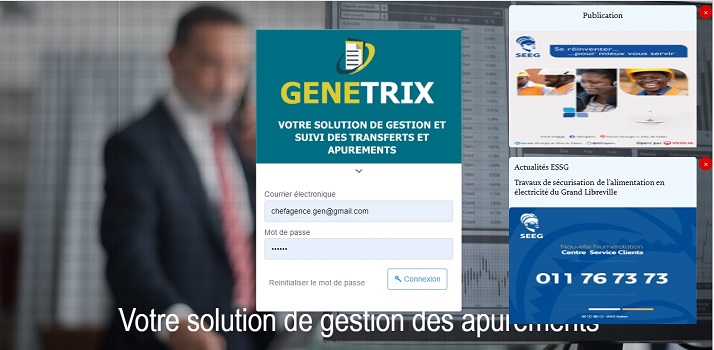 GENETRIX
VOTRE SOLUTION DE GESTION ET
SUIVI DES TRANSFERTS ET
APUREMENTS
Courrier électronique
chefagence.gen@gmail.com
Mot de passe
••••••
Reinitialiser le mot de passe
Connexion
Votre solution de gestion des apurements
Publication
×
SEEG
Se réinventer...
...pour mieux vous servir
Actualités ESSG
×
Travaux de sécurisation de l'alimentation en
électricité du Grand Libreville
SEEG
Nouvelle Numérotation
Centre Service Clients
011 76 73 73